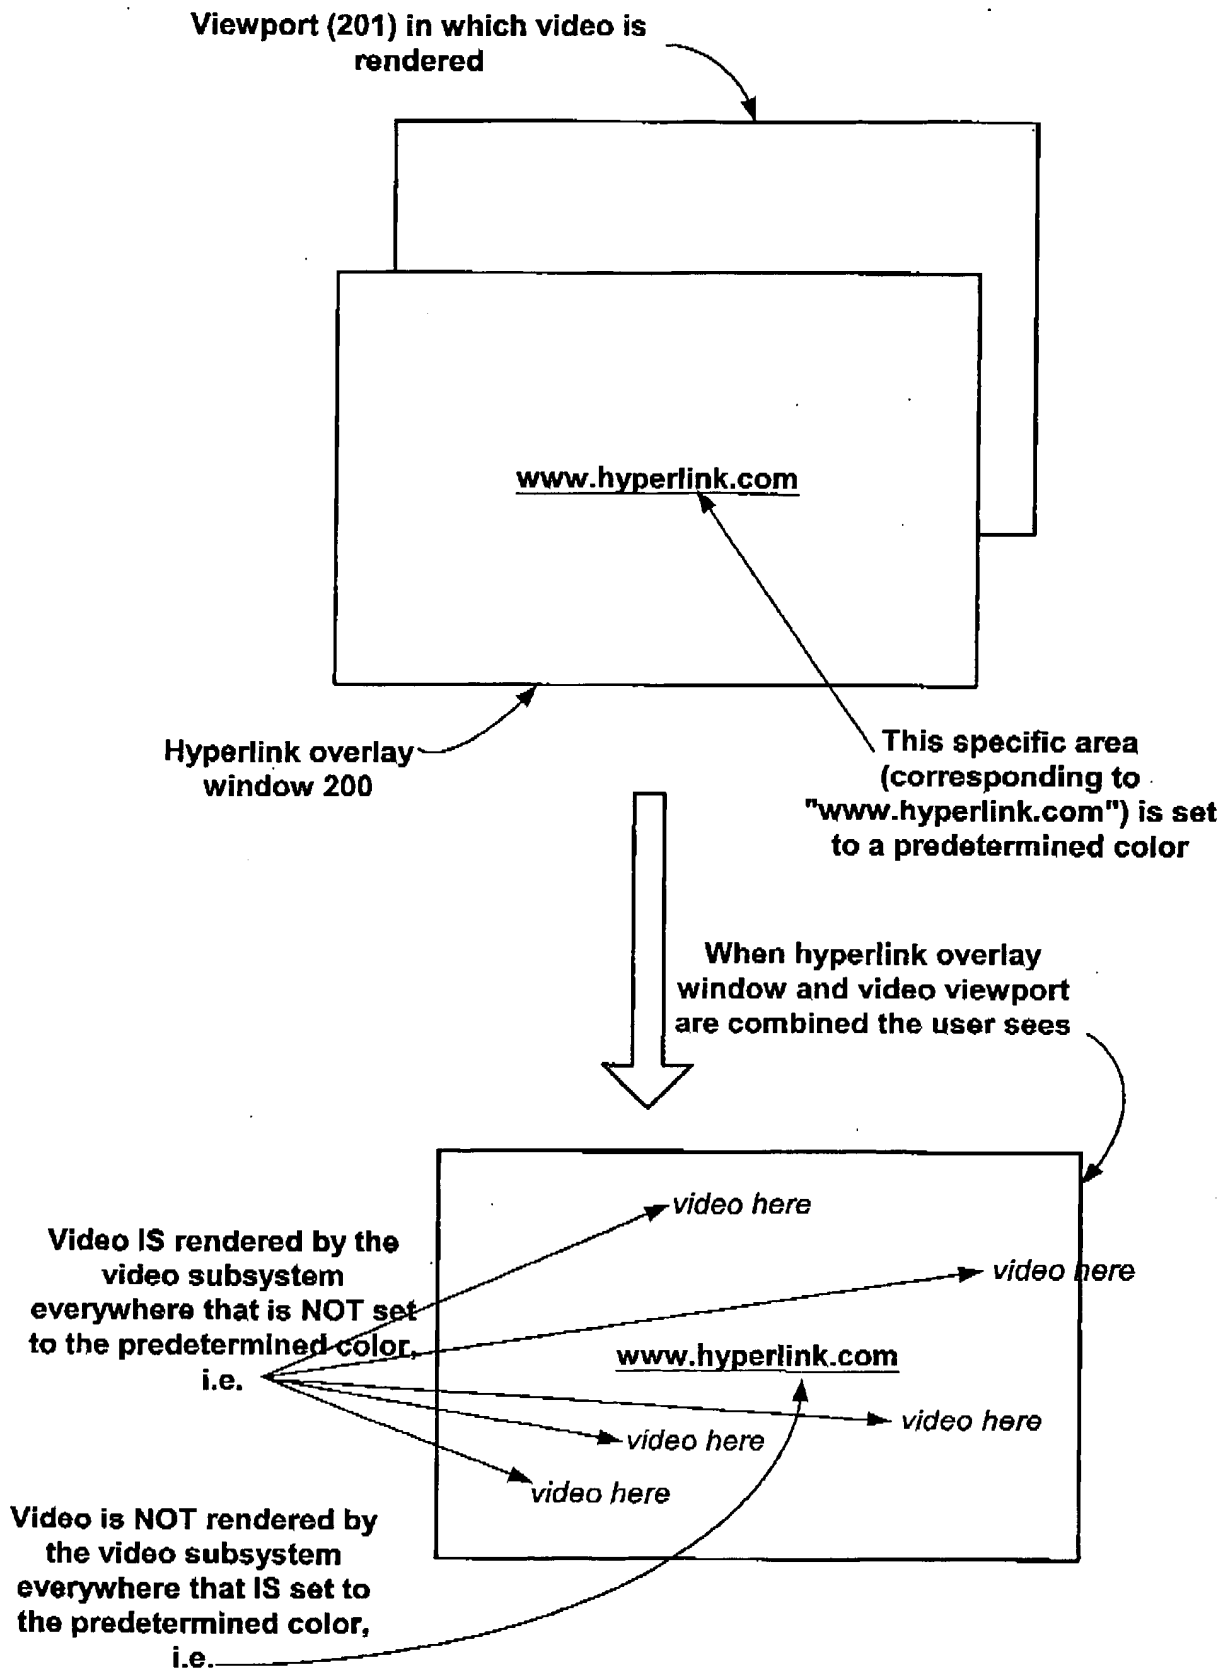 Viewport (201) in which video is
rendered
www.hyperlink.com
Hyperlink overlay
window 200
This specific area
(corresponding to
"www.hyperlink.com") is set
to a predetermined color
When hyperlink overlay
window and video viewport
are combined the user sees
video here
video here
Video IS rendered by the
video subsystem
everywhere that is NOT set
to the predetermined color,
i.e.
www.hyperlink.com
video here
video here
video here
Video is NOT rendered by
the video subsystem
everywhere that IS set to
the predetermined color,
i.e.